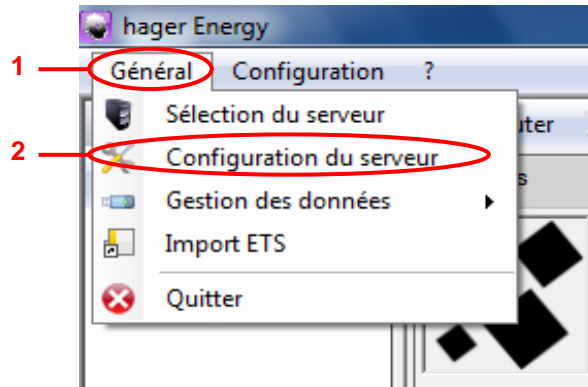 hager Energy
1
Général Configuration ?
Sélection du serveur
2
Configuration du serveur
Gestion des données
Import ETS
Quitter